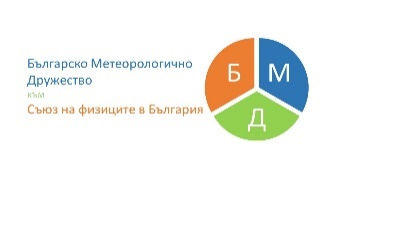 Българско Метеорологично
Дружество
към
Съюз на физиците в България
Б М
Д